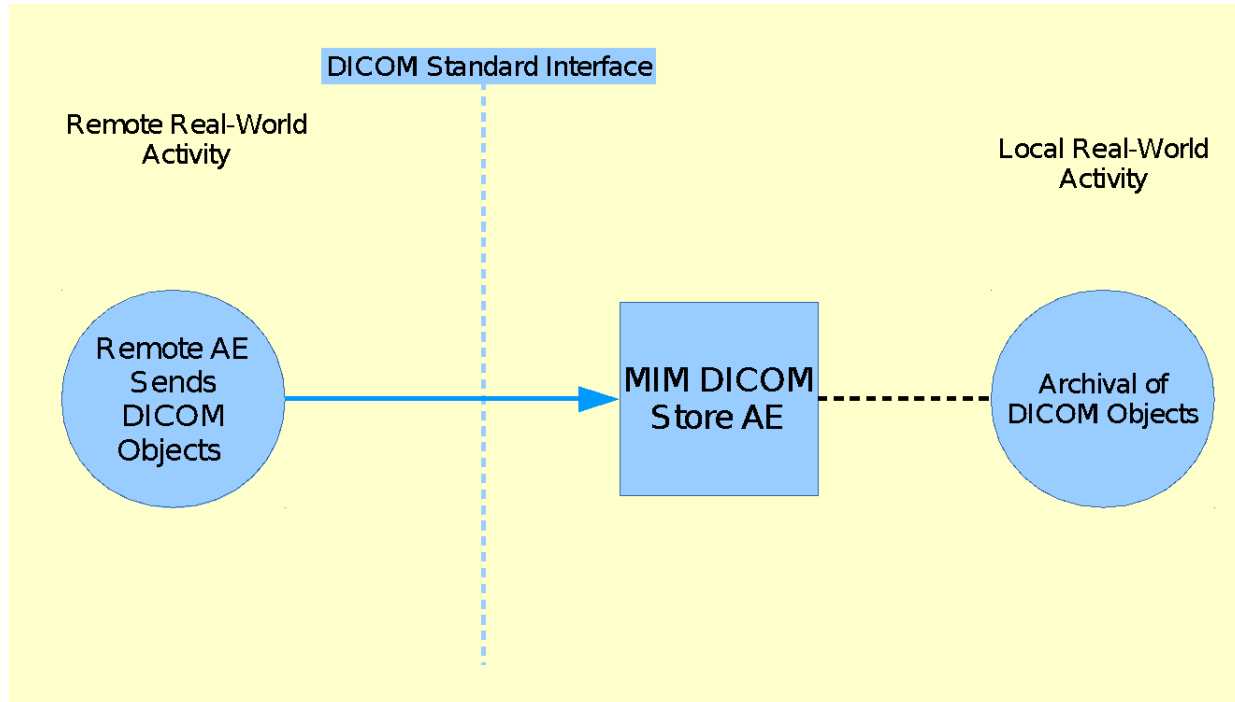 DICOM Standard Interface
Remote Real-World
Activity
Local Real-World
Activity
Remote AE
Sends
DICOM
Objects
MIM DICOM
Store AE
Archival of
DICOM Objects